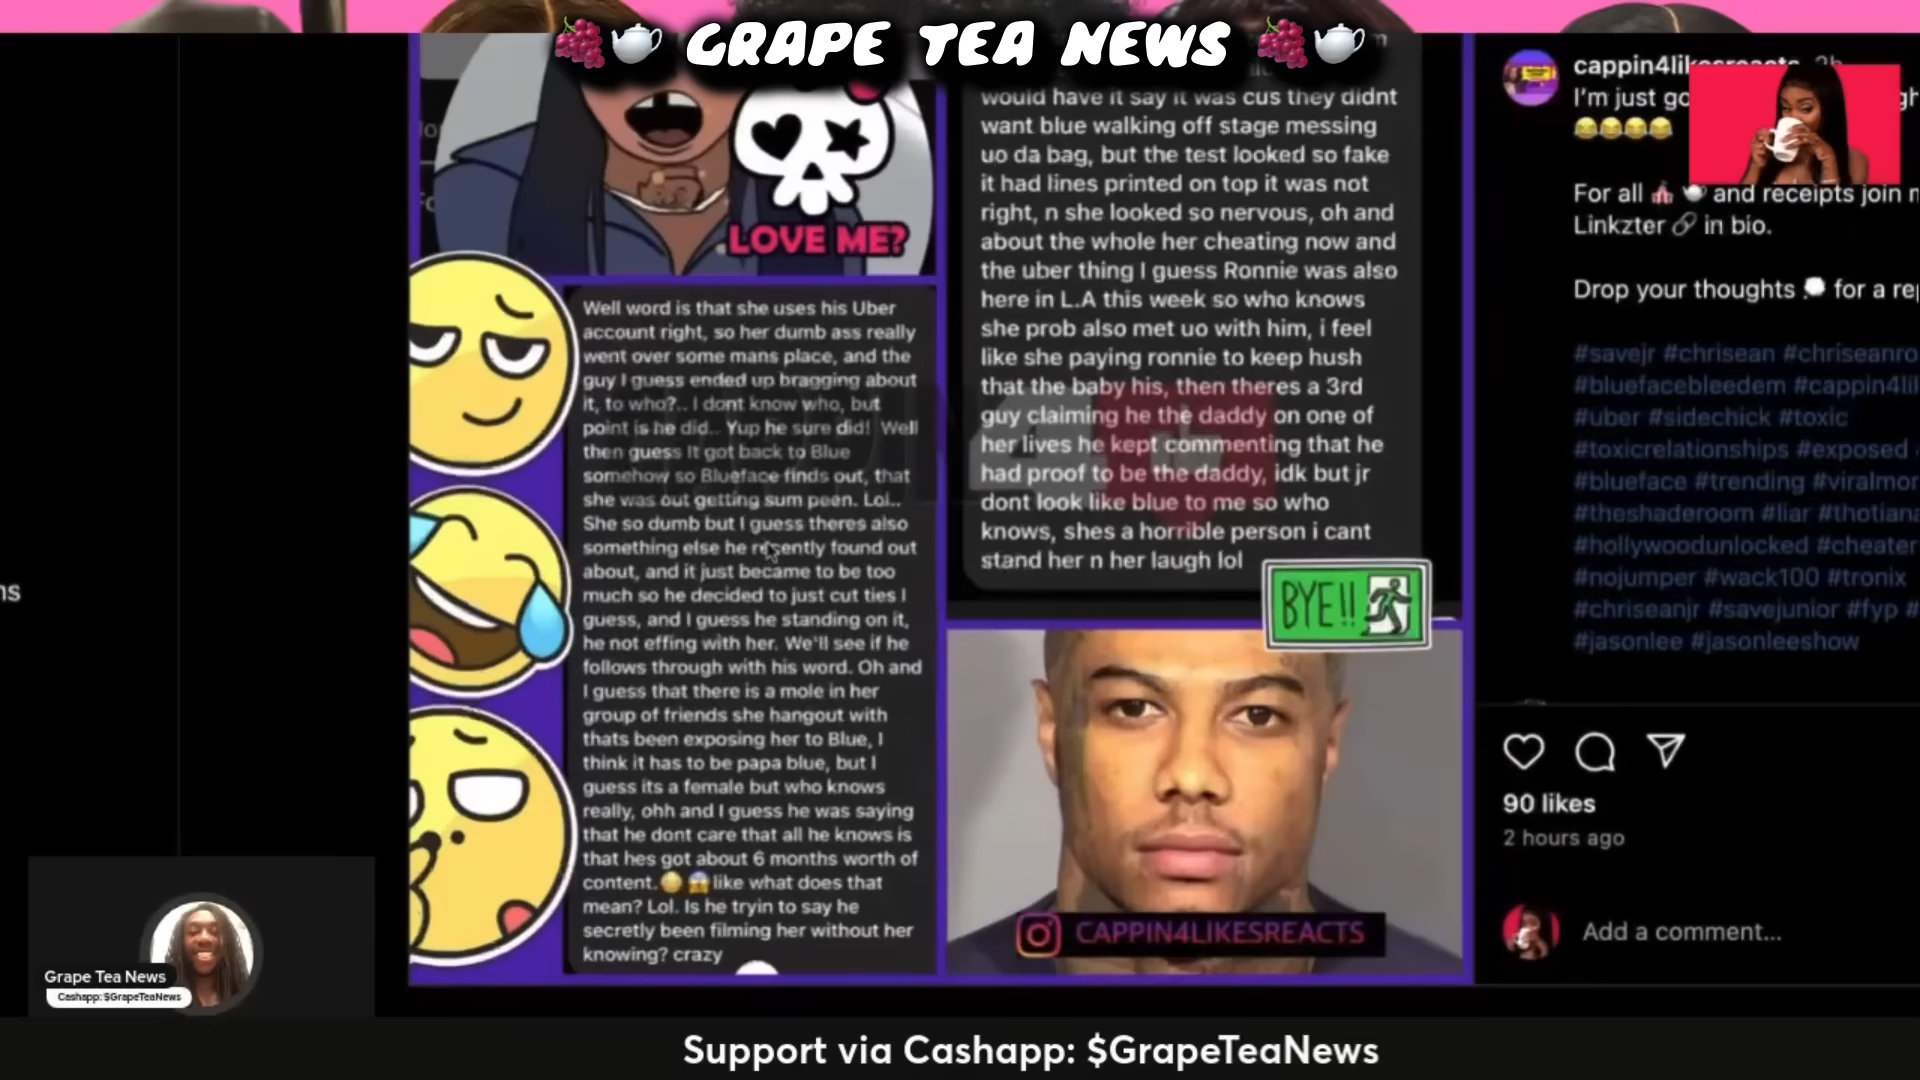 GRAPE TEA NEWS
LOVE ME?
Well word is that she uses his Uber
account right, so her dumb ass really
went over some mans place, and the
guy I guess ended up bragging about
it, to who?.. I dont know who, but
point is he did.. Yup he sure did! Well
then guess It got back to Blue
somehow so Blueface finds out, that
she was out getting sum peen. Lol..
She so dumb but I guess theres also
something else he recently found out
about, and it just became to be too
much so he decided to just cut ties I
guess, and I guess he standing on it,
he not effing with her. We'll see if he
follows through with his word. Oh and
I guess that there is a mole in her
group of friends she hangout with
thats been exposing her to Blue, I
think it has to be papa blue, but I
guess its a female but who knows
really, ohh and I guess he was saying
that he dont care that all he knows is
that hes got about 6 months worth of
content.😳 😱 like what does that
mean? Lol. Is he tryin to say he
secretly been filming her without her
knowing? crazy
would have it say it was cus they didnt
want blue walking off stage messing
uo da bag, but the test looked so fake
it had lines printed on top it was not
right, n she looked so nervous, oh and
about the whole her cheating now and
the uber thing I guess Ronnie was also
here in L.A this week so who knows
she prob also met uo with him, i feel
like she paying ronnie to keep hush
that the baby his, then theres a 3rd
guy claiming he the daddy on one of
her lives he kept commenting that he
had proof to be the daddy, idk but jr
dont look like blue to me so who
knows, shes a horrible person i cant
stand her n her laugh lol
BYE!!
CAPPIN4LIKESREACTS
cappin4likesreacts 2h
I'm just go
😂😂😂😂
For all 🎪 🫖 and receipts join m
Linkzter 🔗 in bio.
Drop your thoughts 💭 for a re
#savejr #chrisean #chriseanro
#bluefacebleedem #cappin4lik
#uber #sidechick #toxic
#toxicrelationships #exposed
#blueface #trending #viralmor
#theshaderoom #liar #thotiana
#hollywoodunlocked #cheater
#nojumper #wack100 #tronix
#chriseanjr #savejunior #fyp #
#jasonlee #jasonleeshow
90 likes
2 hours ago
Add a comment...
ns
Grape Tea News
Cashapp: $GrapeTeaNews
Support via Cashapp: $GrapeTeaNews